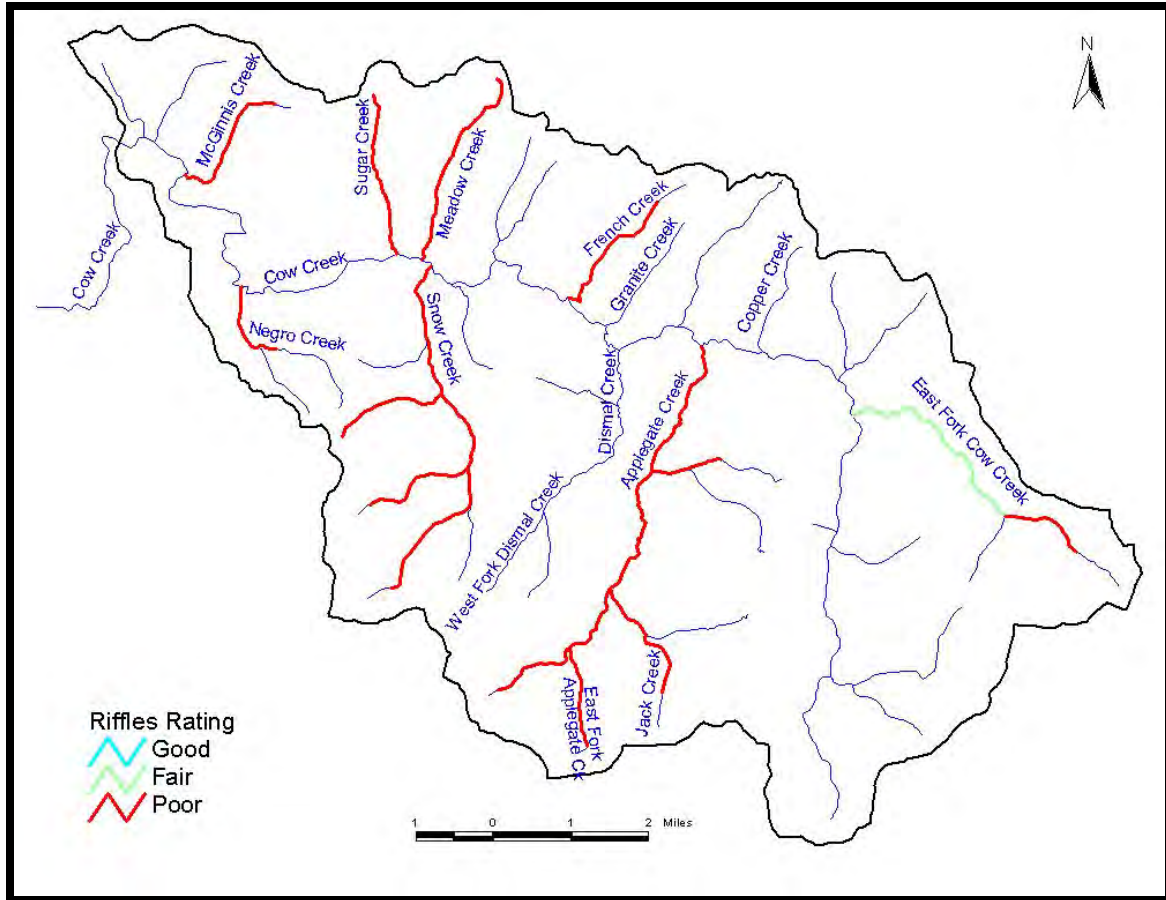 N
McGinnis Creek
Sugar Creek
Meadow Creek
French Creek
Granite Creek
Copper Creek
Cow Creek
Cow Creek
Snow Creek
Negro Creek
Dismal Creek
Applegate Creek
East Fork Cow Creek
West Fork Dismal Creek
Jack Creek
East Fork
Applegate Ck
Riffles Rating
Good
Fair
Poor
1 0 1 2 Miles